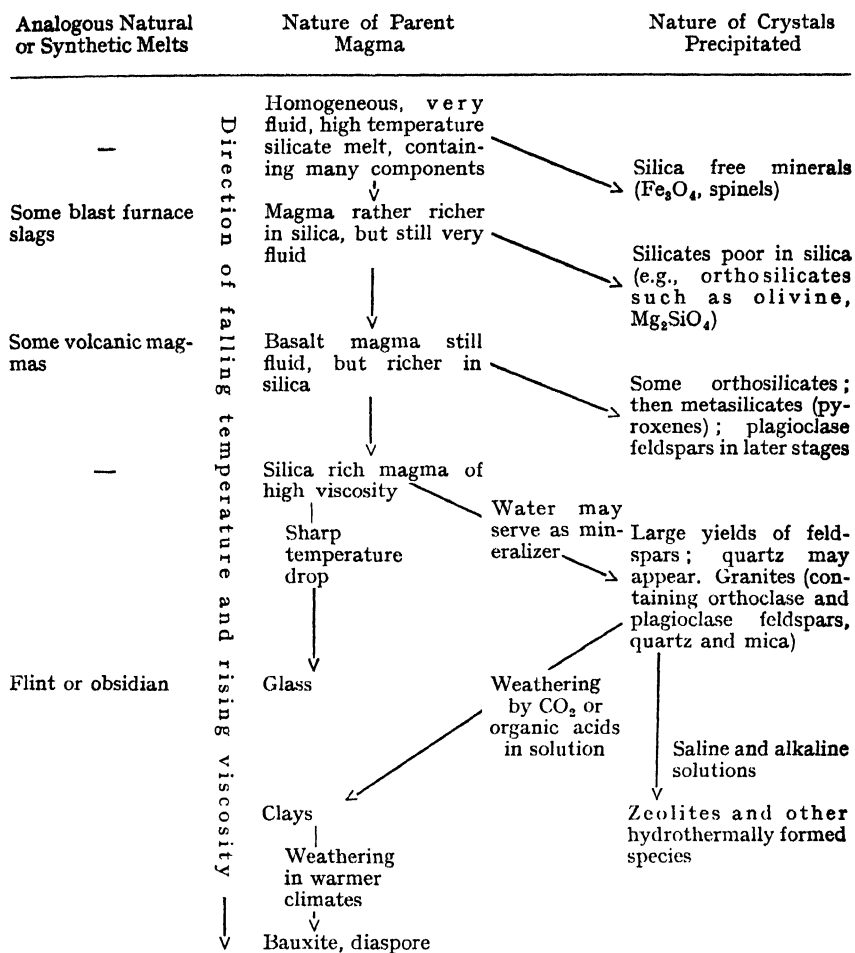 Analogous Natural
or Synthetic Melts
Nature of Parent
Magma
Nature of Crystals
Precipitated
Direction of falling temperature and rising viscosity
—
Homogeneous, very
fluid, high temperature
silicate melt, contain-
ing many components
Silica free minerals
(Fe₃O₄, spinels)
Some blast furnace
slags
Magma rather richer
in silica, but still very
fluid
Silicates poor in silica
(e.g., orthosilicates
such as olivine,
Mg₂SiO₄)
Some volcanic mag-
mas
Basalt magma still
fluid, but richer in
silica
Some orthosilicates;
then metasilicates (py-
roxenes); plagioclase
feldspars in later stages
—
Silica rich magma of
high viscosity
Sharp
temperature
drop
Water may
serve as min-
eralizer
Large yields of feld-
spars; quartz may
appear. Granites (con-
taining orthoclase and
plagioclase feldspars,
quartz and mica)
Flint or obsidian
Glass
Weathering
by CO₂ or
organic acids
in solution
Saline and alkaline
solutions
Clays
Zeolites and other
hydrothermally formed
species
Weathering
in warmer
climates
Bauxite, diaspore